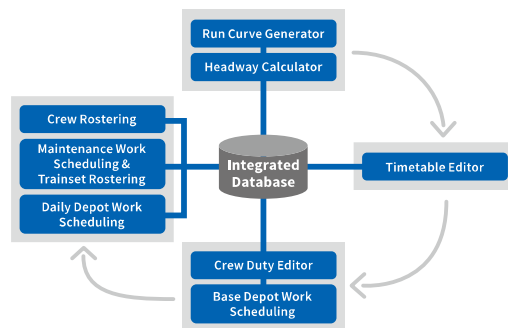 Run Curve Generator
Headway Calculator
Crew Rostering
Maintenance Work
Scheduling &
Trainset Rostering
Daily Depot Work
Scheduling
Integrated
Database
Timetable Editor
Crew Duty Editor
Base Depot Work
Scheduling